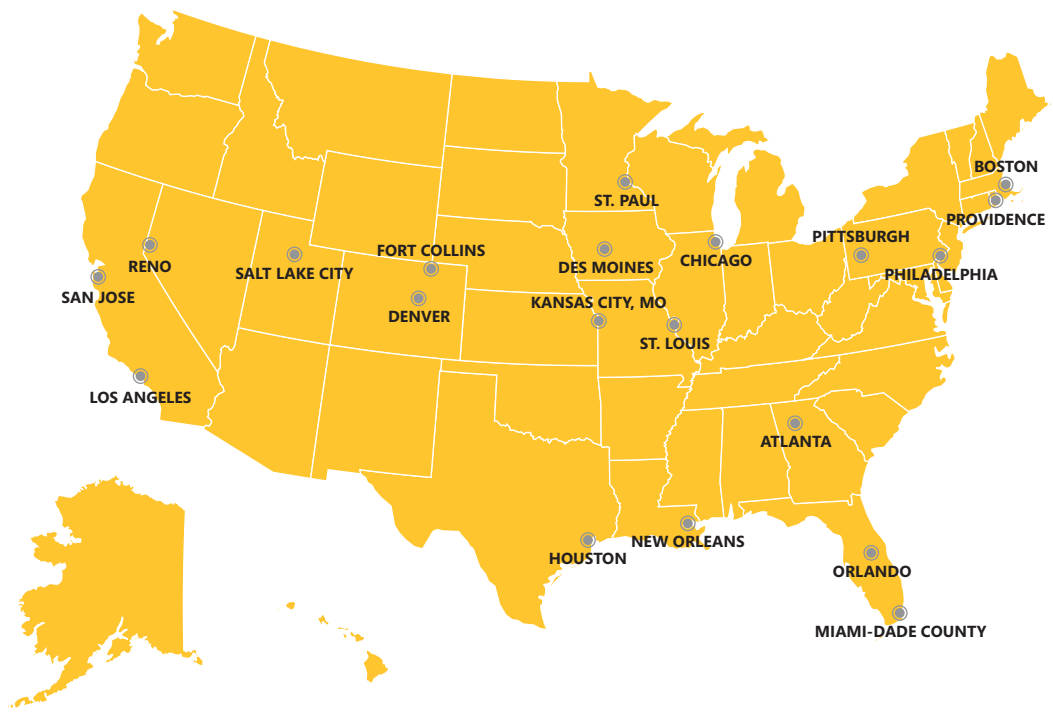 BOSTON
ST. PAUL
PROVIDENCE
PITTSBURGH
FORT COLLINS
CHICAGO
RENO
DES MOINES
SALT LAKE CITY
PHILADELPHIA
SAN JOSE
KANSAS CITY, MO
DENVER
ST. LOUIS
LOS ANGELES
ATLANTA
NEW ORLEANS
HOUSTON
ORLANDO
MIAMI-DADE COUNTY